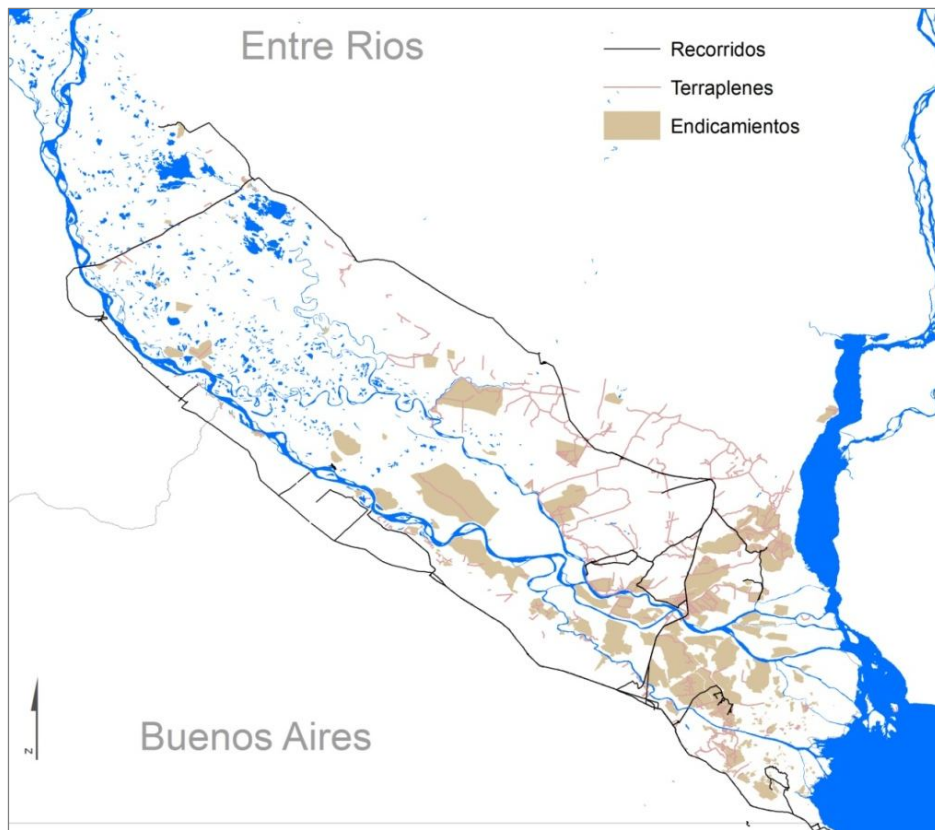 Entre Rios
Recorridos
Terraplenes
Endicamientos
Buenos Aires
N